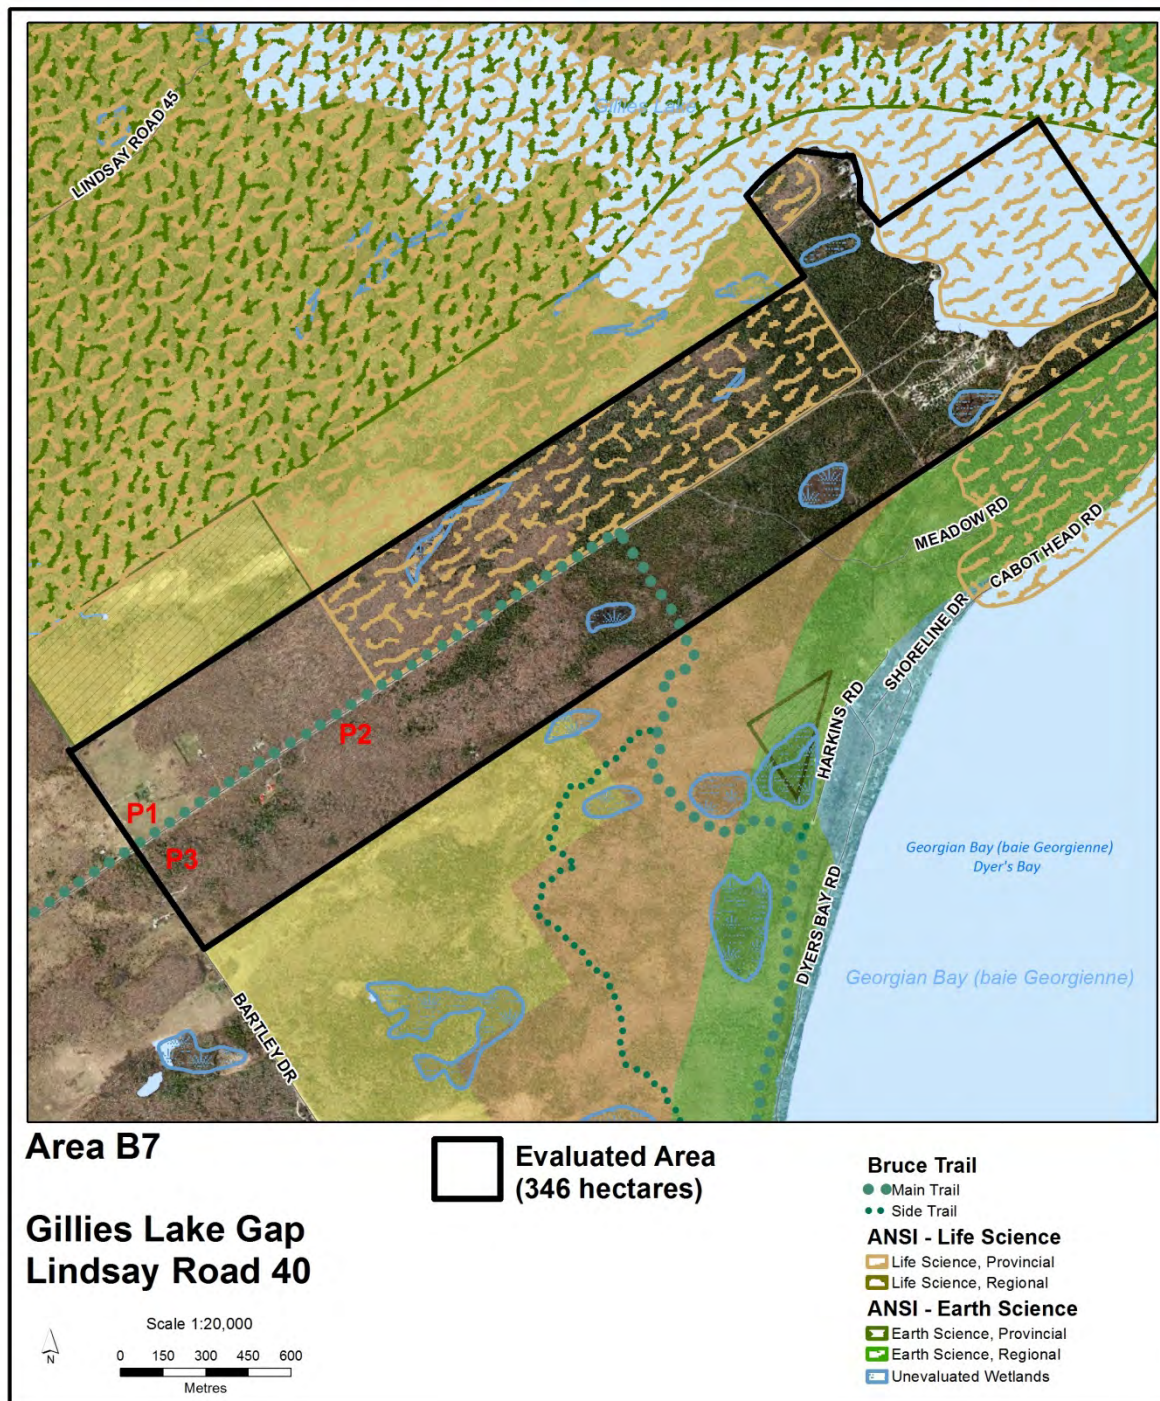 LINDSAY ROAD 45
Gillies Lake
MEADOW RD
CABOT HEAD RD
SHORELINE DR
HARKINS RD
P2
P1
P3
Georgian Bay (baie Georgienne)
Dyer's Bay
DYERS BAY RD
Georgian Bay (baie Georgienne)
BARTLEY DR
Area B7
Gillies Lake Gap
Lindsay Road 40
Scale 1:20,000
N
0 150 300 450 600
Metres
Evaluated Area
(346 hectares)
Bruce Trail
Main Trail
Side Trail
ANSI - Life Science
Life Science, Provincial
Life Science, Regional
ANSI - Earth Science
Earth Science, Provincial
Earth Science, Regional
Unevaluated Wetlands